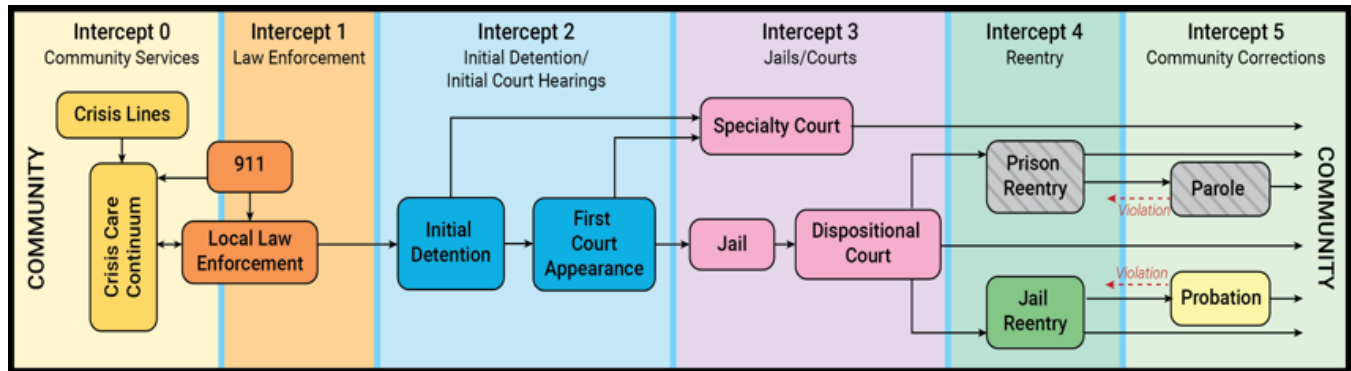 Intercept 0
Community Services
Intercept 1
Law Enforcement
Intercept 2
Initial Detention/
Initial Court Hearings
Intercept 3
Jails/Courts
Intercept 4
Reentry
Intercept 5
Community Corrections
COMMUNITY
Crisis Lines
911
Crisis Care
Continuum
Local Law
Enforcement
Initial
Detention
First
Court
Appearance
Specialty Court
Jail
Dispositional
Court
Prison
Reentry
Parole
Violation
Jail
Reentry
Violation
Probation
COMMUNITY